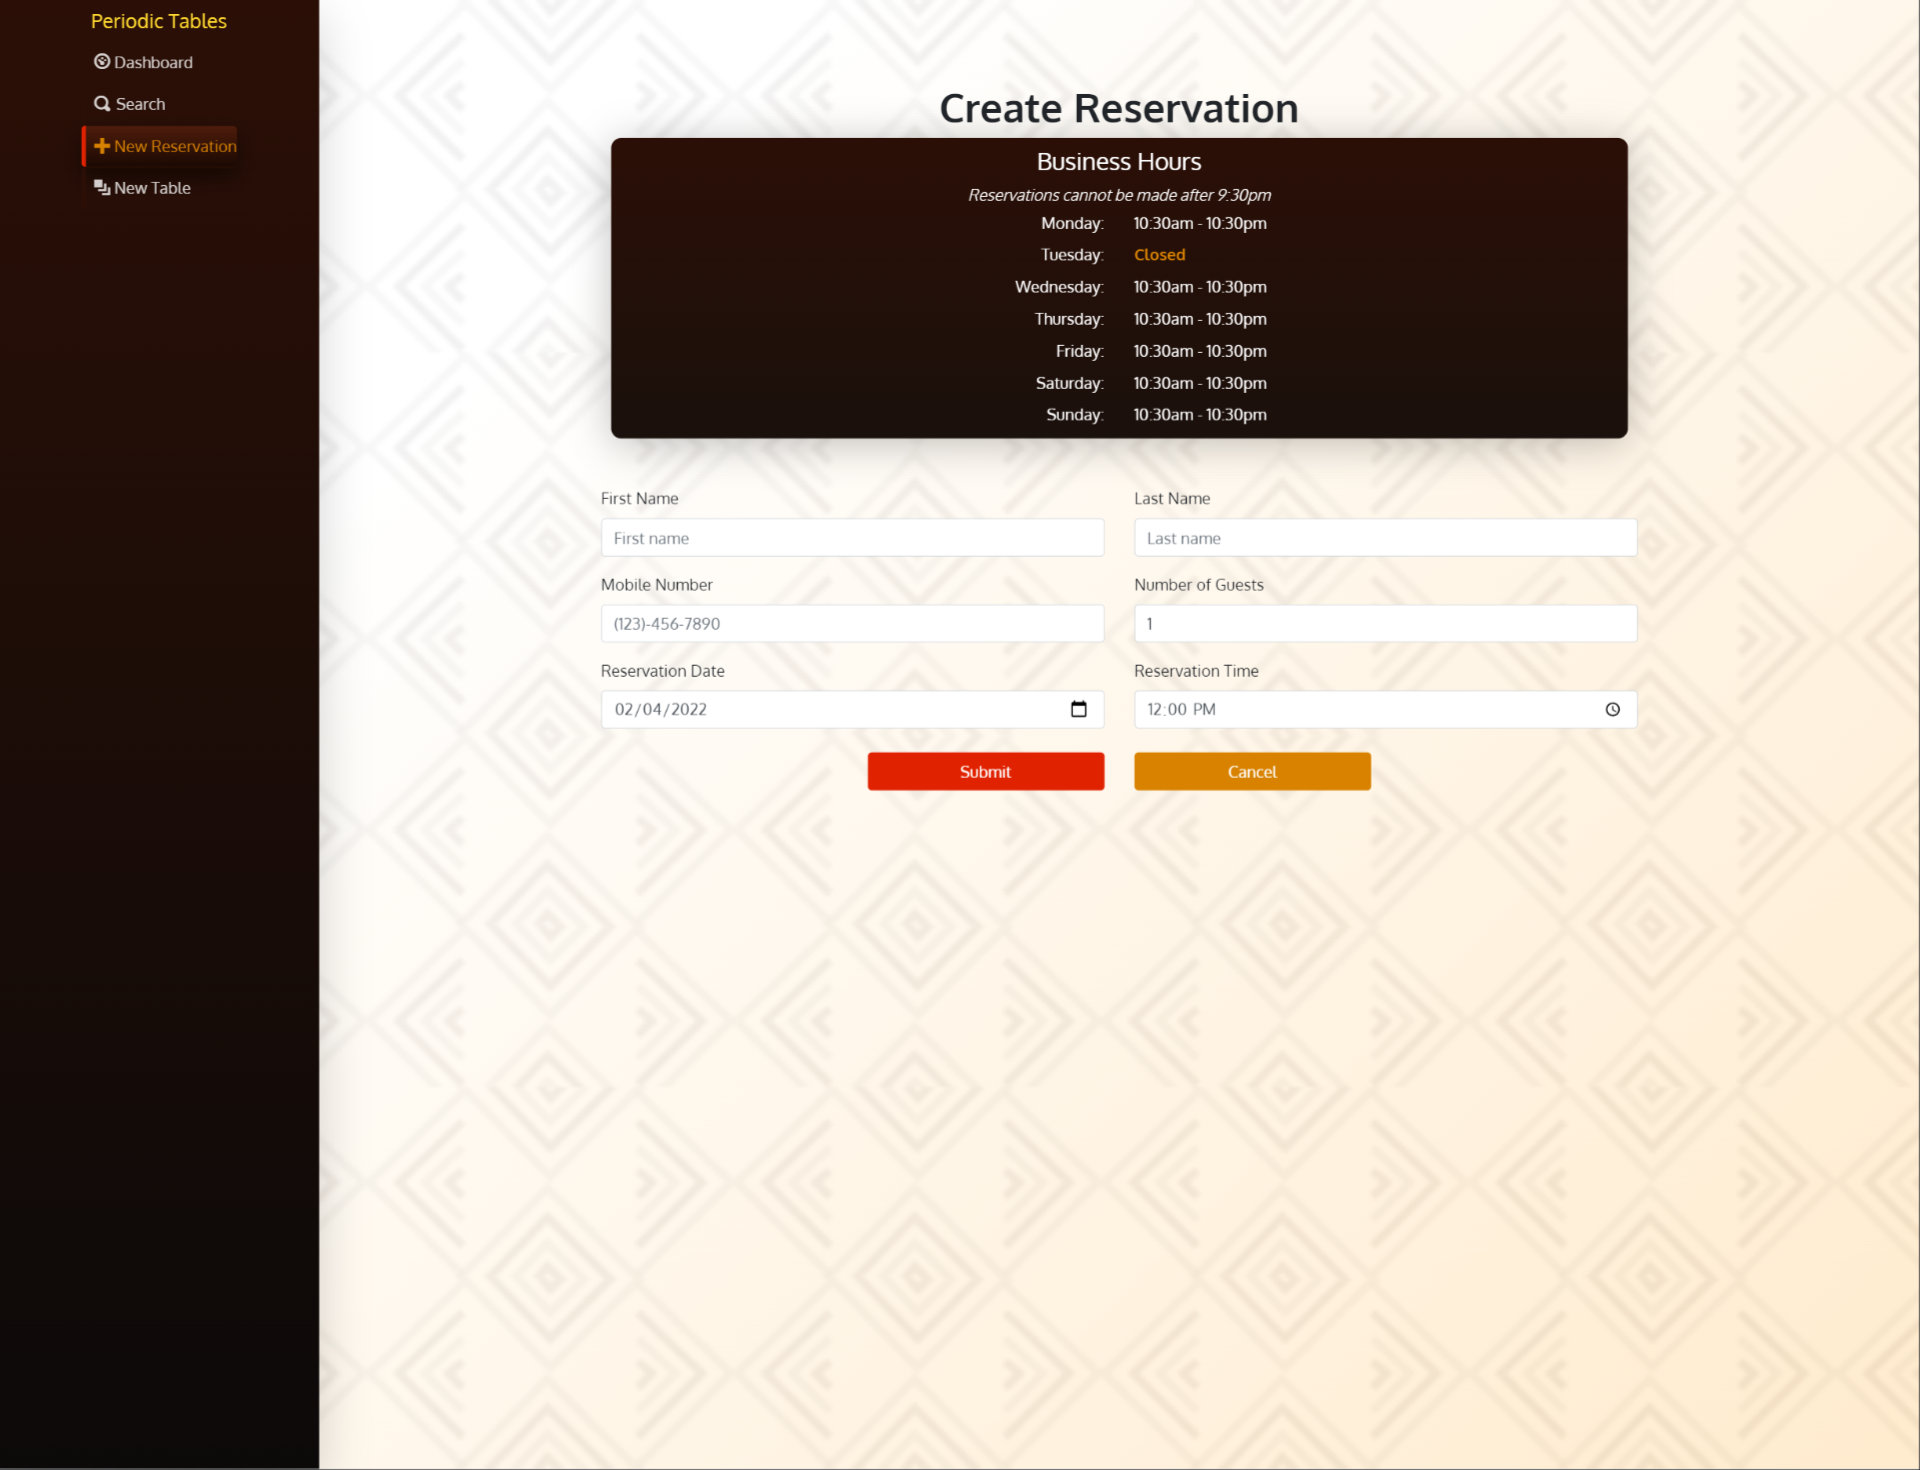 Periodic Tables
Dashboard
Search
New Reservation
New Table
Create Reservation
Business Hours
Reservations cannot be made after 9:30pm
Monday: 10:30am - 10:30pm
Tuesday: Closed
Wednesday: 10:30am - 10:30pm
Thursday: 10:30am - 10:30pm
Friday: 10:30am - 10:30pm
Saturday: 10:30am - 10:30pm
Sunday: 10:30am - 10:30pm
First Name Last Name
First name Last name
Mobile Number Number of Guests
(123)-456-7890 1
Reservation Date Reservation Time
02/04/2022 12:00 PM
Submit Cancel